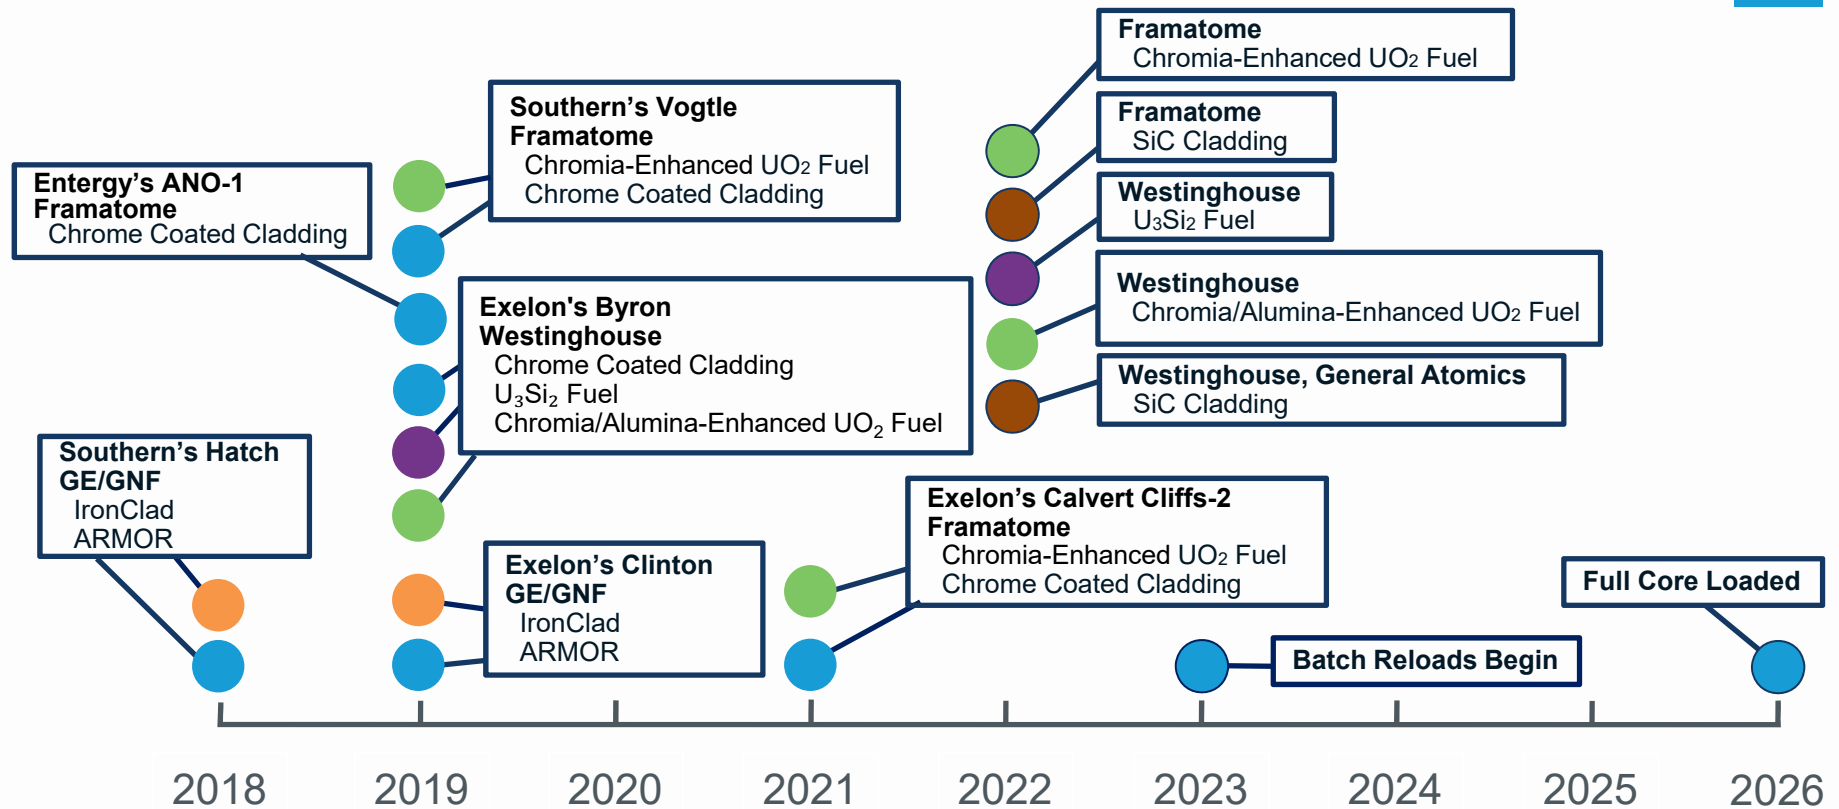 Framatome
Chromia-Enhanced UO2 Fuel
Framatome
SiC Cladding
Westinghouse
U3Si2 Fuel
Westinghouse
Chromia/Alumina-Enhanced UO2 Fuel
Westinghouse, General Atomics
SiC Cladding
Southern’s Vogtle
Framatome
Chromia-Enhanced UO2 Fuel
Chrome Coated Cladding
Entergy’s ANO-1
Framatome
Chrome Coated Cladding
Exelon's Byron
Westinghouse
Chrome Coated Cladding
U₃Si₂ Fuel
Chromia/Alumina-Enhanced UO₂ Fuel
Southern’s Hatch
GE/GNF
IronClad
ARMOR
Exelon’s Clinton
GE/GNF
IronClad
ARMOR
Exelon’s Calvert Cliffs-2
Framatome
Chromia-Enhanced UO2 Fuel
Chrome Coated Cladding
Batch Reloads Begin
Full Core Loaded
2018 2019 2020 2021 2022 2023 2024 2025 2026